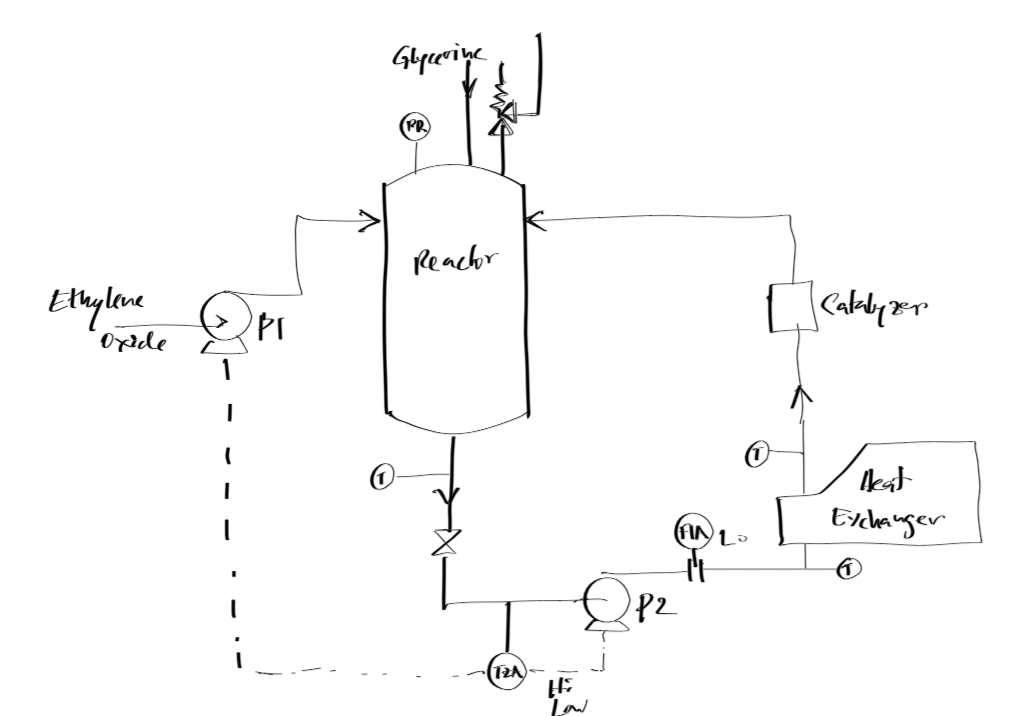 Glycerine
PR
Reactor
Ethylene
Oxide
P1
Catalyzer
T
T
Heat
Exchanger
FIA
Lo
T
P2
TZA
Hi
Low